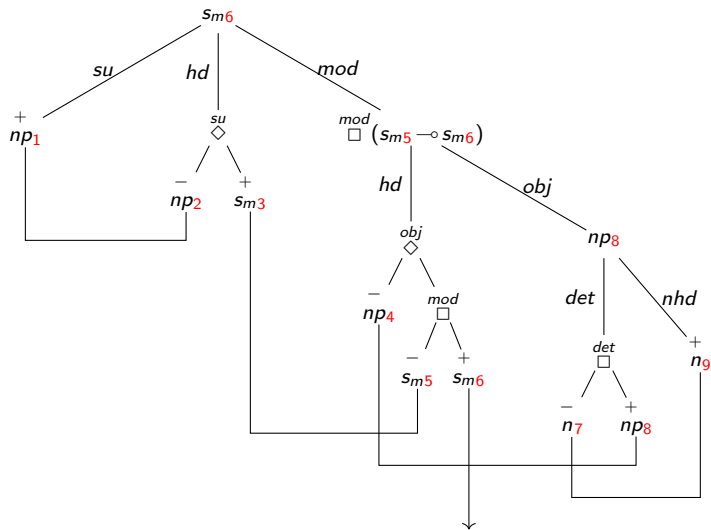 s_m6
su hd mod
+ su mod
np1 ◇ □ (s_m5 ⊸ s_m6)
hd obj
− +
np2 s_m3
obj
◇ np8
det nhd
− mod
np4 □
+
det n9
□
− +
s_m5 s_m6
− +
n7 np8